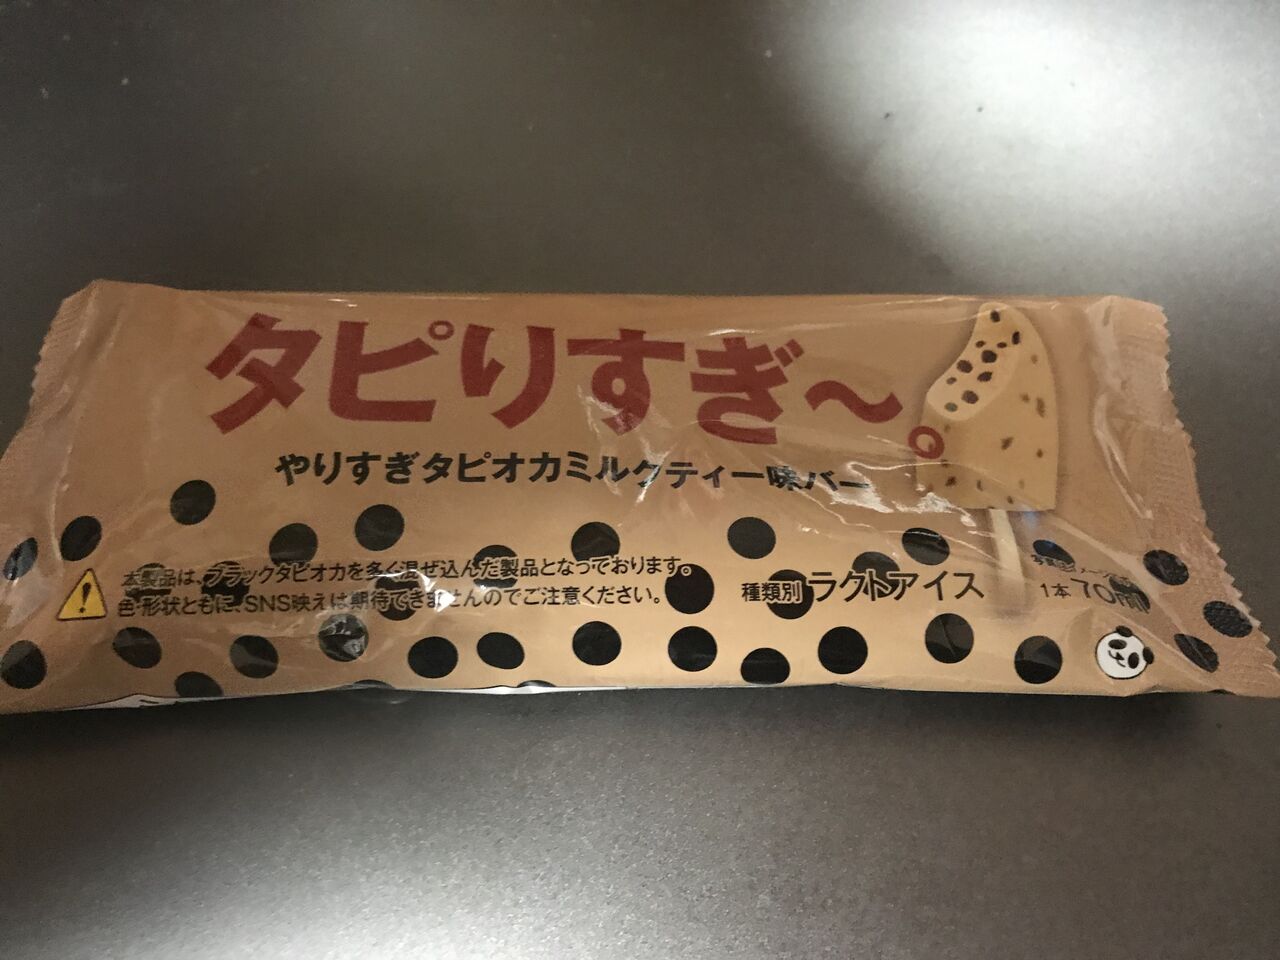 タピりすぎ〜。
やりすぎタピオカミルクティー味バー
本製品は、ブラックタピオカを多く混ぜ込んだ製品となっております。
色・形状ともに、SNS映えは期待できませんのでご注意ください。
種類別 ラクトアイス
1本 70ml